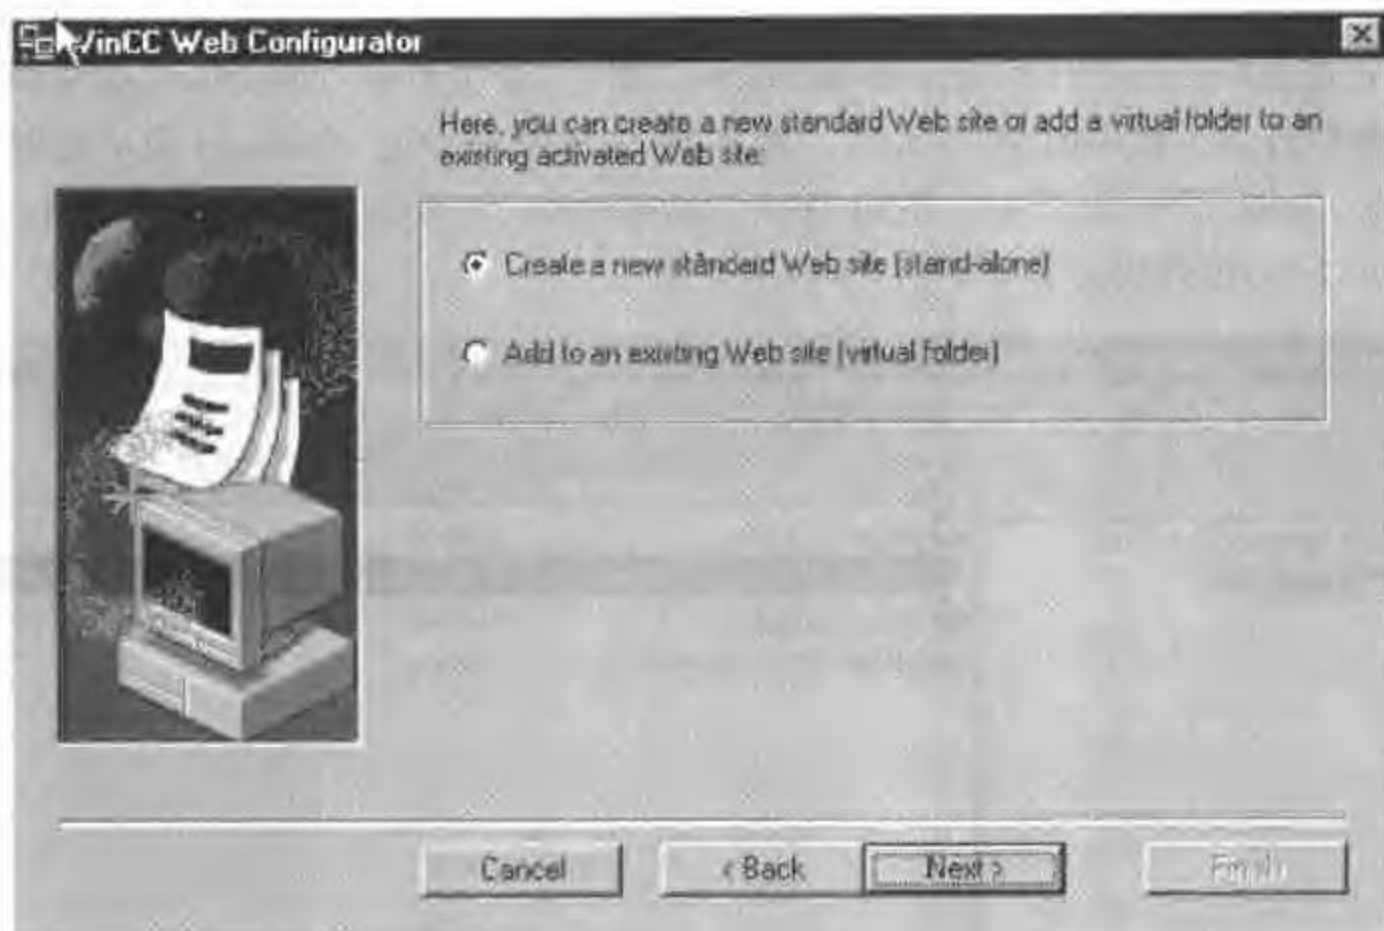 WinCC Web Configurator
Here, you can create a new standard Web site or add a virtual folder to an
existing activated Web site:
Create a new standard Web site (stand-alone)
Add to an existing Web site (virtual folder)
Cancel
< Back
Next >
Finish